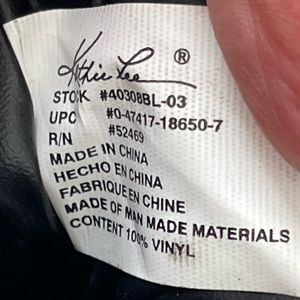 Kathie Lee ®
STOCK #40308BL-03
UPC #0-47417-18650-7
R/N #52469
MADE IN CHINA
HECHO EN CHINA
FABRIQUE EN CHINE
MADE OF MAN MADE MATERIALS
CONTENT 100% VINYL